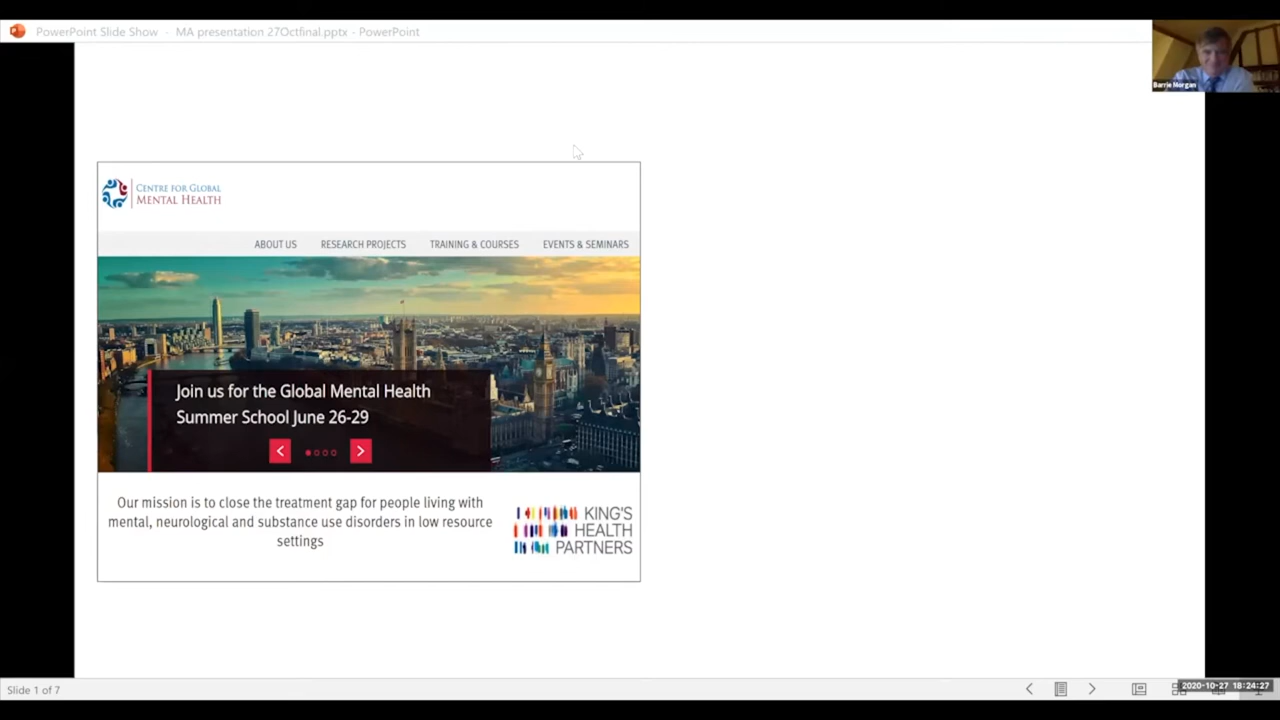 PowerPoint Slide Show - MA presentation 27Octfinal.pptx - PowerPoint
Barrie Morgan
CENTRE FOR GLOBAL
MENTAL HEALTH
ABOUT US RESEARCH PROJECTS TRAINING & COURSES EVENTS & SEMINARS
Join us for the Global Mental Health
Summer School June 26-29
Our mission is to close the treatment gap for people living with
mental, neurological and substance use disorders in low resource
settings
KING'S
HEALTH
PARTNERS
Slide 1 of 7
2020-10-27 18:24:27